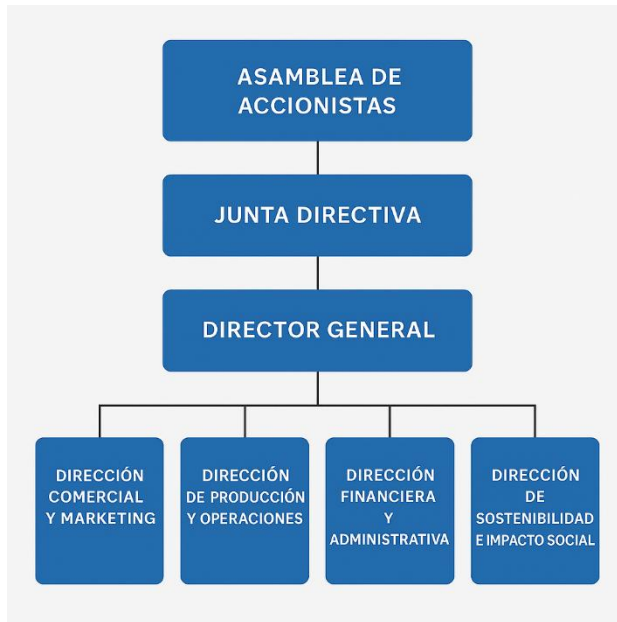 ASAMBLEA DE
ACCIONISTAS
JUNTA DIRECTIVA
DIRECTOR GENERAL
DIRECCIÓN
COMERCIAL
Y MARKETING
DIRECCIÓN
DE PRODUCCIÓN
Y OPERACIONES
DIRECCIÓN
FINANCIERA
Y
ADMINISTRATIVA
DIRECCIÓN
DE
SOSTENIBILIDAD
E IMPACTO SOCIAL